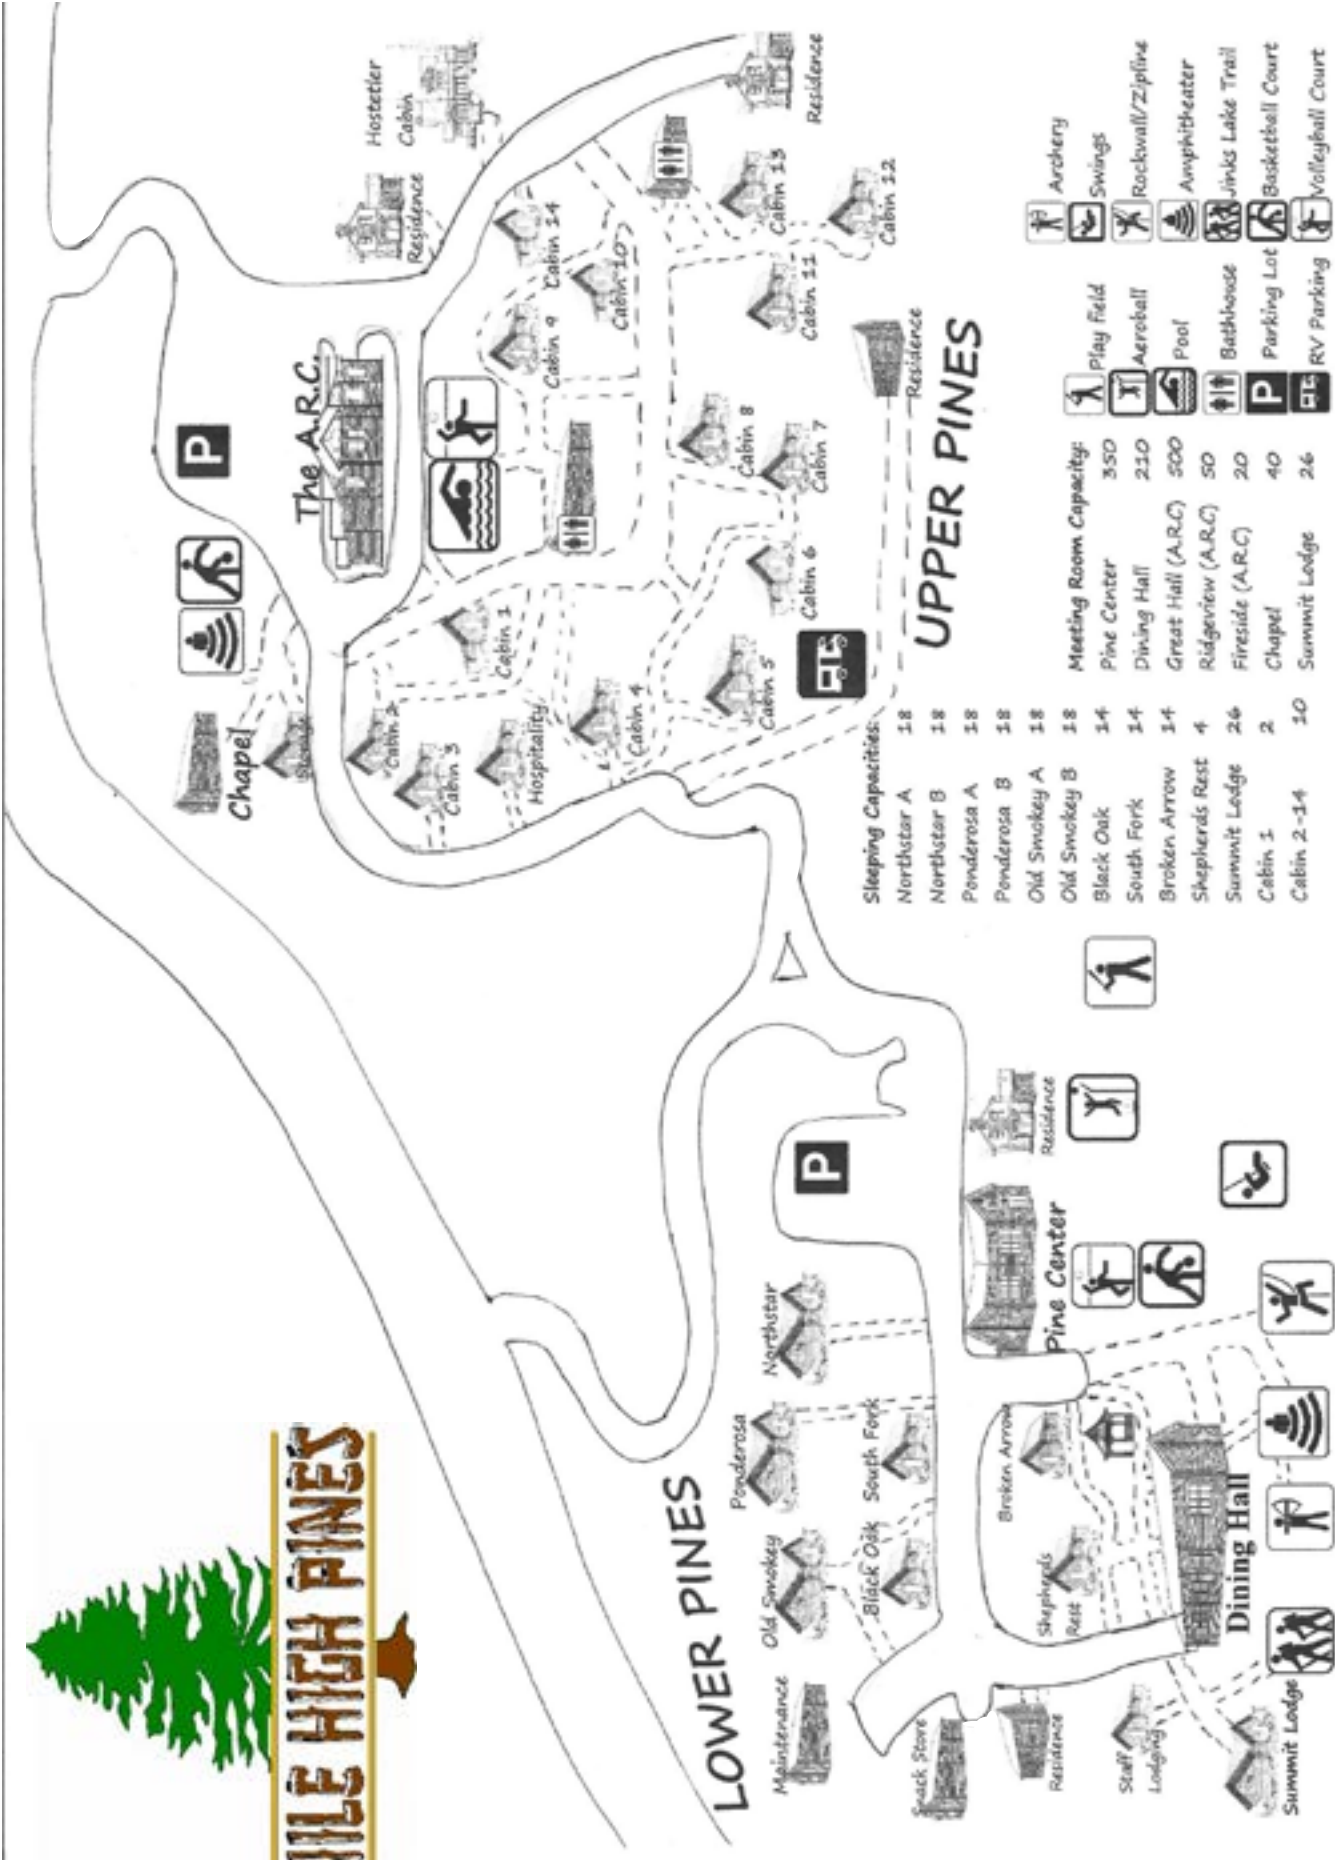 ILE HIGH PINES
LOWER PINES
Maintenance
Old Smokey
Ponderosa
Northstar
Snack Store
Black Oak
South Fork
Residence
Shepherds
Rest
Broken Arrow
Pine Center
Residence
Staff
Lodging
Dining Hall
Summit Lodge
P
Chapel
The A.R.C.
P
Residence
Hostetler
Cabin
Cabin 2
Cabin 3
Hospitality
Cabin 1
Cabin 4
Cabin 9
Cabin 14
Cabin 10
Cabin 5
Cabin 6
Cabin 7
Cabin 8
Cabin 11
Cabin 13
Cabin 12
Residence
Residence
UPPER PINES
Sleeping Capacities:
Northstar A 18
Northstar B 18
Ponderosa A 18
Ponderosa B 18
Old Smokey A 18
Old Smokey B 18
Black Oak 14
South Fork 14
Broken Arrow 14
Shepherds Rest 4
Summit Lodge 26
Cabin 1 2
Cabin 2-14 10
Meeting Room Capacity:
Pine Center 350
Dining Hall 210
Great Hall (A.R.C) 500
Ridgeview (A.R.C) 50
Fireside (A.R.C) 20
Chapel 40
Summit Lodge 26
Play Field
Aeroball
Pool
Bathhouse
P Parking Lot
RV Parking
Archery
Swings
Rockwall/Zipline
Amphitheater
Jinks Lake Trail
Basketball Court
Volleyball Court